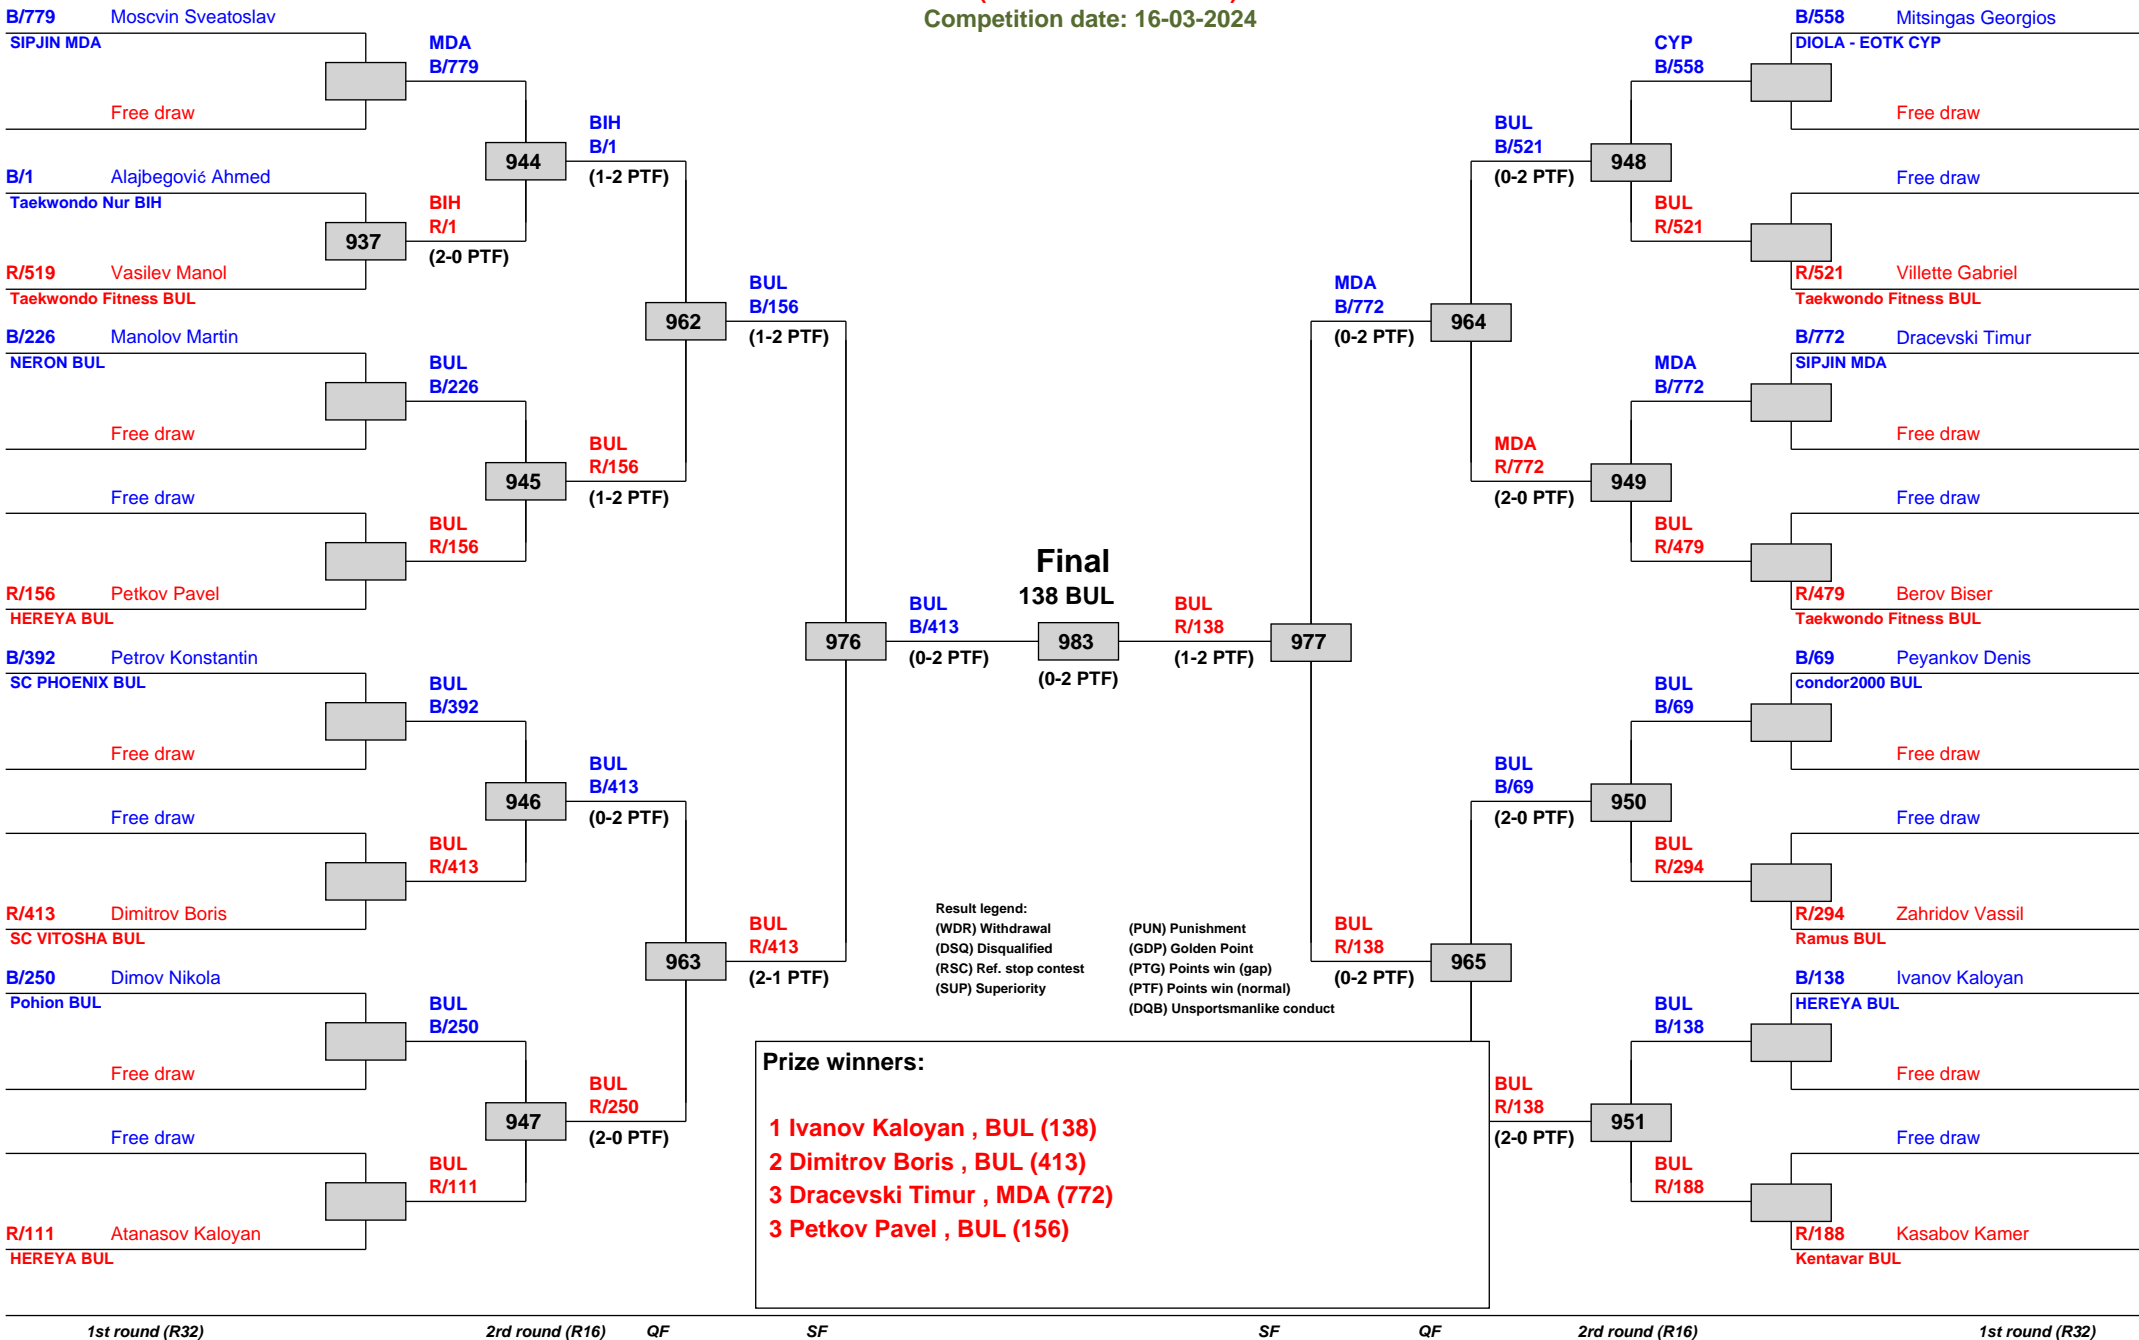 Competition date: 16-03-2024
B/779 Moscvin Sveatoslav
SIPJIN MDA
Free draw
B/1 Alajbegović Ahmed
Taekwondo Nur BIH
R/519 Vasilev Manol
Taekwondo Fitness BUL
B/226 Manolov Martin
NERON BUL
Free draw
Free draw
R/156 Petkov Pavel
HEREYA BUL
B/392 Petrov Konstantin
SC PHOENIX BUL
Free draw
Free draw
R/413 Dimitrov Boris
SC VITOSHA BUL
B/250 Dimov Nikola
Pohion BUL
Free draw
Free draw
R/111 Atanasov Kaloyan
HEREYA BUL
937
MDA
B/779
BIH
R/1
(2-0 PTF)
BUL
B/226
BUL
R/156
BUL
B/392
BUL
R/413
BUL
B/250
BUL
R/111
944
945
946
947
BIH
B/1
(1-2 PTF)
BUL
R/156
(1-2 PTF)
BUL
B/413
(0-2 PTF)
BUL
R/250
(2-0 PTF)
962
963
BUL
B/156
(1-2 PTF)
BUL
R/413
(2-1 PTF)
976
BUL
B/413
(0-2 PTF)
Final
138 BUL
983
(0-2 PTF)
BUL
R/138
(1-2 PTF)
977
MDA
B/772
(0-2 PTF)
BUL
R/138
(0-2 PTF)
964
965
BUL
B/521
(0-2 PTF)
MDA
R/772
(2-0 PTF)
BUL
B/69
(2-0 PTF)
BUL
R/138
(2-0 PTF)
948
949
950
951
CYP
B/558
BUL
R/521
MDA
B/772
BUL
R/479
BUL
B/69
BUL
R/294
BUL
B/138
BUL
R/188
B/558 Mitsingas Georgios
DIOLA - EOTK CYP
Free draw
Free draw
R/521 Villette Gabriel
Taekwondo Fitness BUL
B/772 Dracevski Timur
SIPJIN MDA
Free draw
Free draw
R/479 Berov Biser
Taekwondo Fitness BUL
B/69 Peyankov Denis
condor2000 BUL
Free draw
Free draw
R/294 Zahridov Vassil
Ramus BUL
B/138 Ivanov Kaloyan
HEREYA BUL
Free draw
Free draw
R/188 Kasabov Kamer
Kentavar BUL
Result legend:
(WDR) Withdrawal (PUN) Punishment
(DSQ) Disqualified (GDP) Golden Point
(RSC) Ref. stop contest (PTG) Points win (gap)
(SUP) Superiority (PTF) Points win (normal)
(DQB) Unsportsmanlike conduct
Prize winners:
1 Ivanov Kaloyan , BUL (138)
2 Dimitrov Boris , BUL (413)
3 Dracevski Timur , MDA (772)
3 Petkov Pavel , BUL (156)
1st round (R32) 2rd round (R16) QF SF SF QF 2rd round (R16) 1st round (R32)